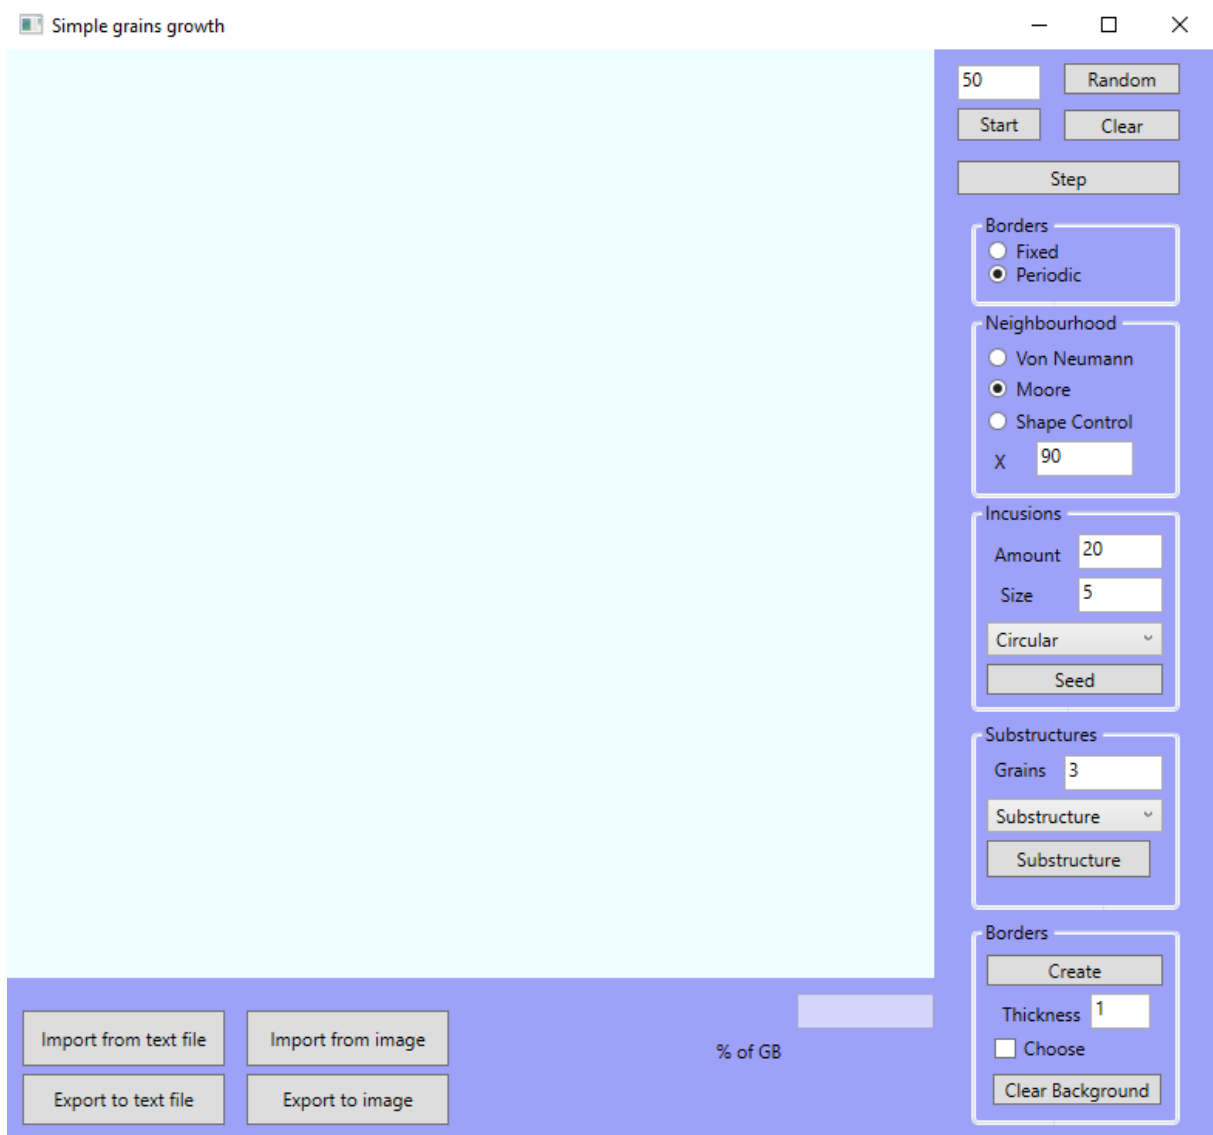 Simple grains growth
50
Random
Start
Clear
Step
Borders
Fixed
Periodic
Neighbourhood
Von Neumann
Moore
Shape Control
X 90
Incusions
Amount 20
Size 5
Circular
Seed
Substructures
Grains 3
Substructure
Substructure
Borders
Create
Thickness 1
Choose
Clear Background
Import from text file
Import from image
% of GB
Export to text file
Export to image